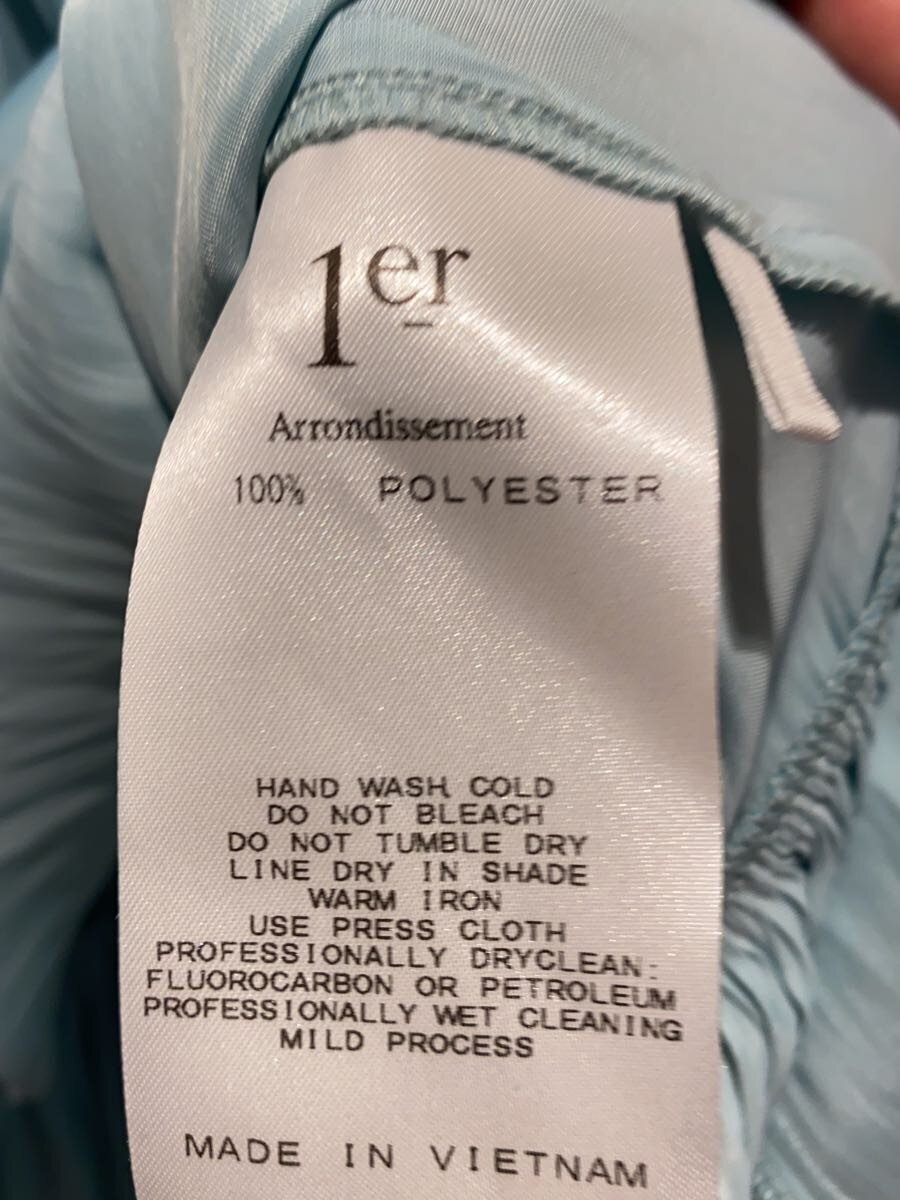 1er
Arrondissement
100% POLYESTER
HAND WASH COLD
DO NOT BLEACH
DO NOT TUMBLE DRY
LINE DRY IN SHADE
WARM IRON
USE PRESS CLOTH
PROFESSIONALLY DRYCLEAN:
FLUOROCARBON OR PETROLEUM
PROFESSIONALLY WET CLEANING
MILD PROCESS
MADE IN VIETNAM